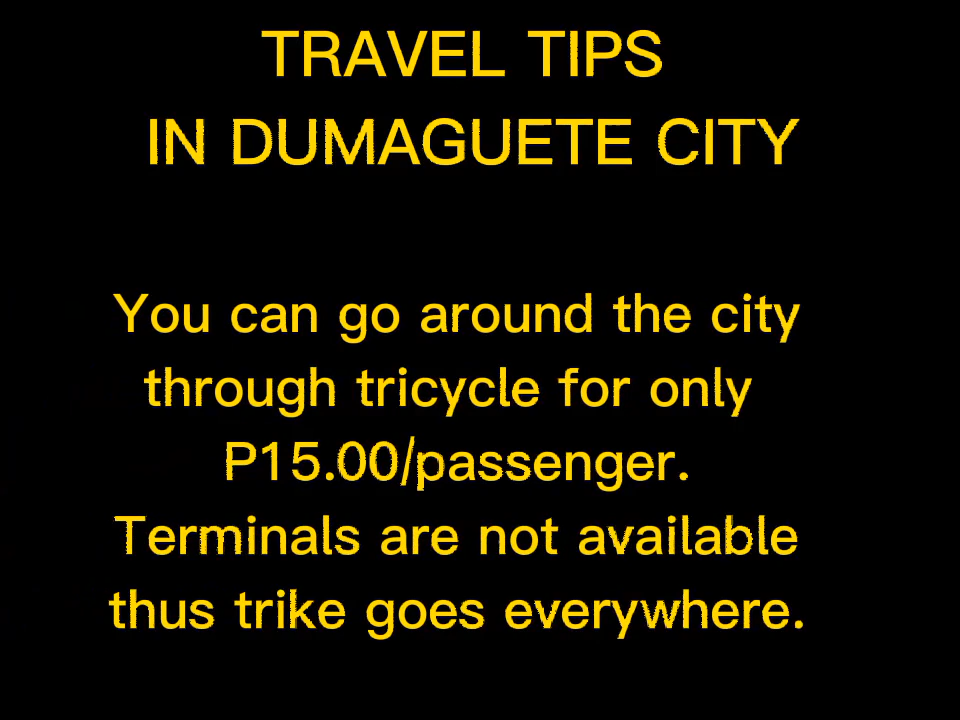 TRAVEL TIPS
IN DUMAGUETE CITY
You can go around the city
through tricycle for only
P15.00/passenger.
Terminals are not available
thus trike goes everywhere.